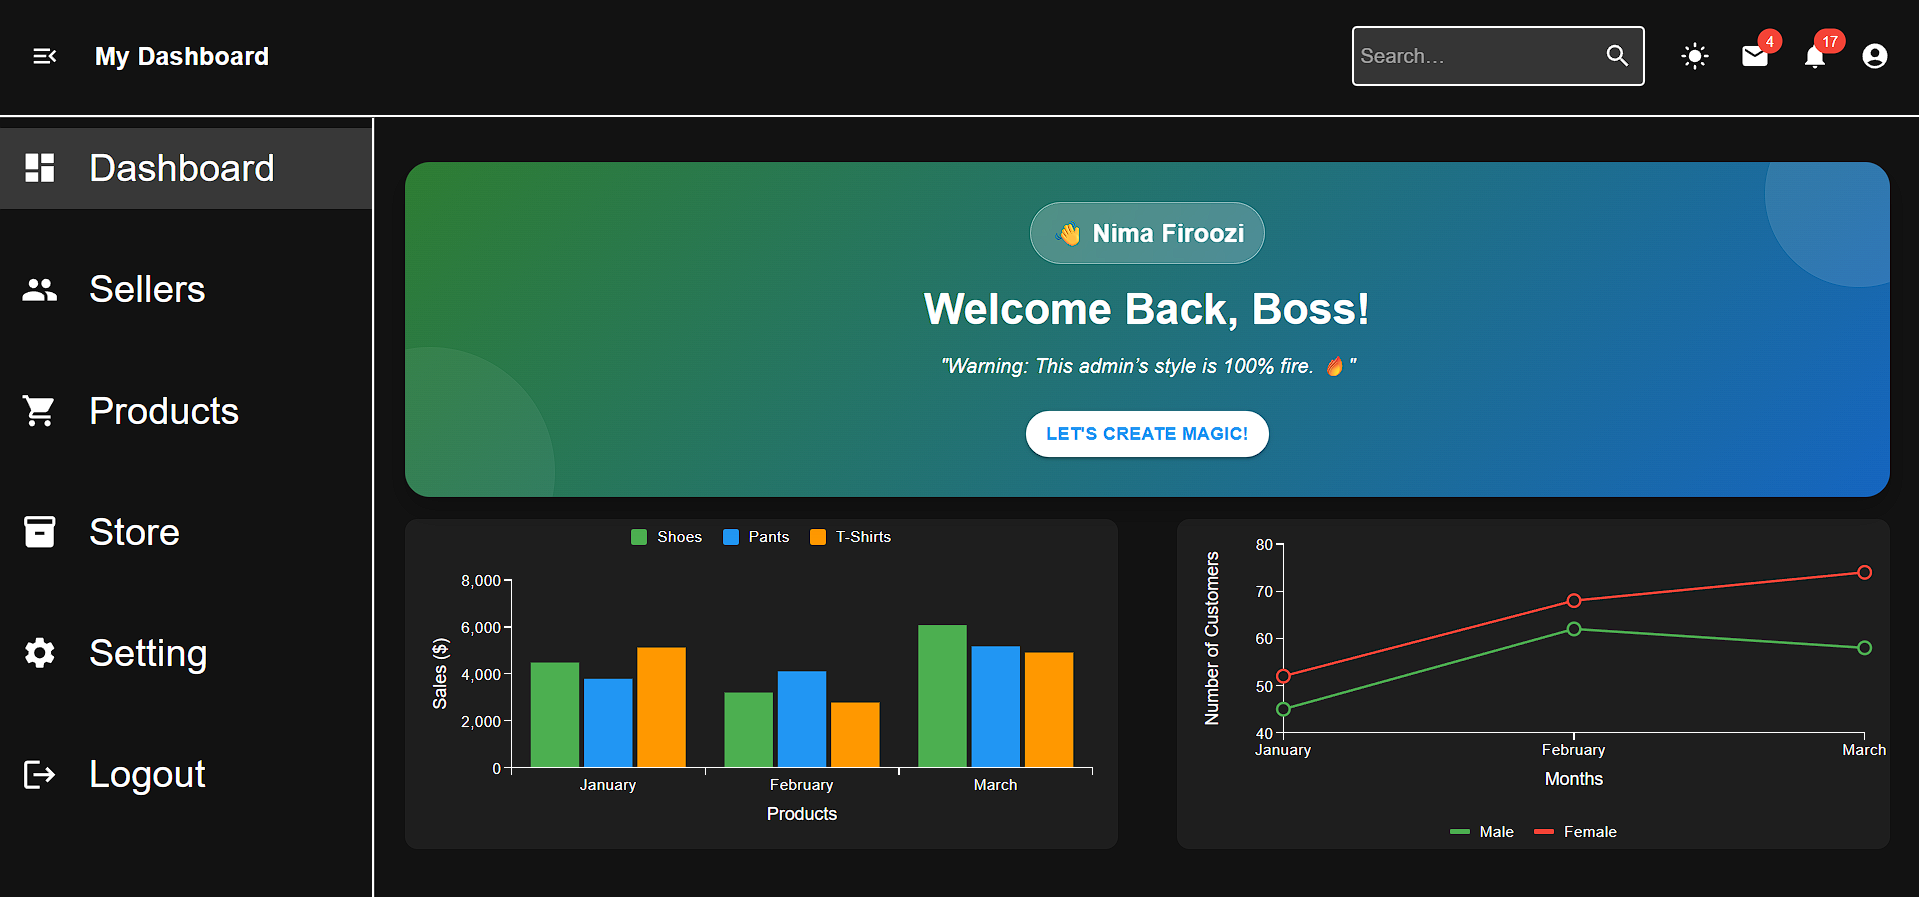 My Dashboard
Search...
4
17
Dashboard
Sellers
Products
Store
Setting
Logout
👋 Nima Firoozi
Welcome Back, Boss!
"Warning: This admin’s style is 100% fire. 🔥"
LET'S CREATE MAGIC!
Shoes Pants T-Shirts
8,000
6,000
4,000
2,000
0
Sales ($)
January February March
Products
80
70
60
50
40
Number of Customers
January February March
Months
Male Female